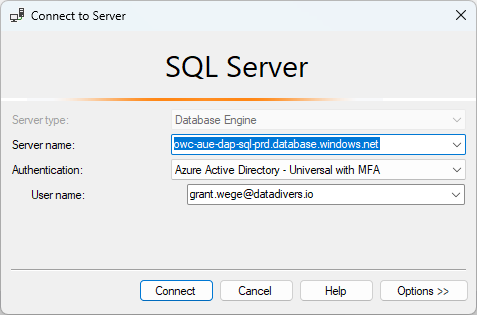 Connect to Server
SQL Server
Server type: Database Engine
Server name: owc-aue-dap-sql-prd.database.windows.net
Authentication: Azure Active Directory - Universal with MFA
User name: grant.wege@datadivers.io
Connect Cancel Help Options >>